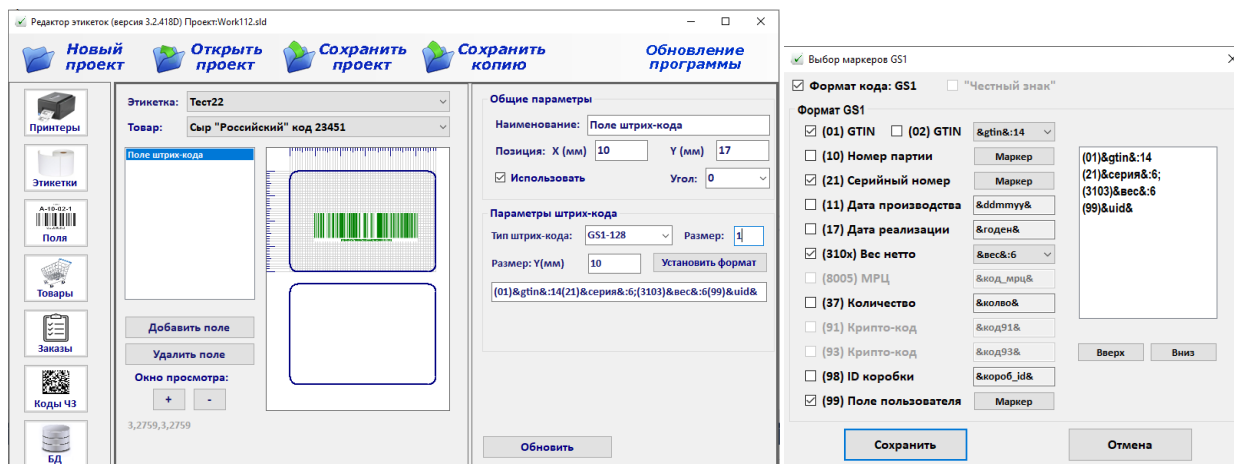 Редактор этикеток (версия 3.2.418D) Проект:Work112.sld
Новый проект
Открыть проект
Сохранить проект
Сохранить копию
Обновление программы
Принтеры
Этикетки
A-10-02-1
Поля
Товары
Заказы
Коды ЧЗ
БД
Этикетка: Тест22
Товар: Сыр "Российский" код 23451
Поле штрих-кода
Добавить поле
Удалить поле
Окно просмотра:
+ -
3,2759,3,2759
Общие параметры
Наименование: Поле штрих-кода
Позиция: X (мм) 10 Y (мм) 17
Использовать Угол: 0
Параметры штрих-кода
Тип штрих-кода: GS1-128 Размер: 1
Размер: Y(мм) 10 Установить формат
(01)&gtin&:14(21)&серия&:6;(3103)&вес&:6(99)&uid&
Обновить
Выбор маркеров GS1
Формат кода: GS1 "Честный знак"
Формат GS1
(01) GTIN (02) GTIN &gtin&:14
(10) Номер партии Маркер
(21) Серийный номер Маркер
(11) Дата производства &ddmmyy&
(17) Дата реализации &годен&
(310x) Вес нетто &вес&:6
(8005) МРЦ &код_мрц&
(37) Количество &колво&
(91) Крипто-код &код91&
(93) Крипто-код &код93&
(98) ID коробки &короб_id&
(99) Поле пользователя Маркер
(01)&gtin&:14
(21)&серия&:6;
(3103)&вес&:6
(99)&uid&
Вверх Вниз
Сохранить Отмена